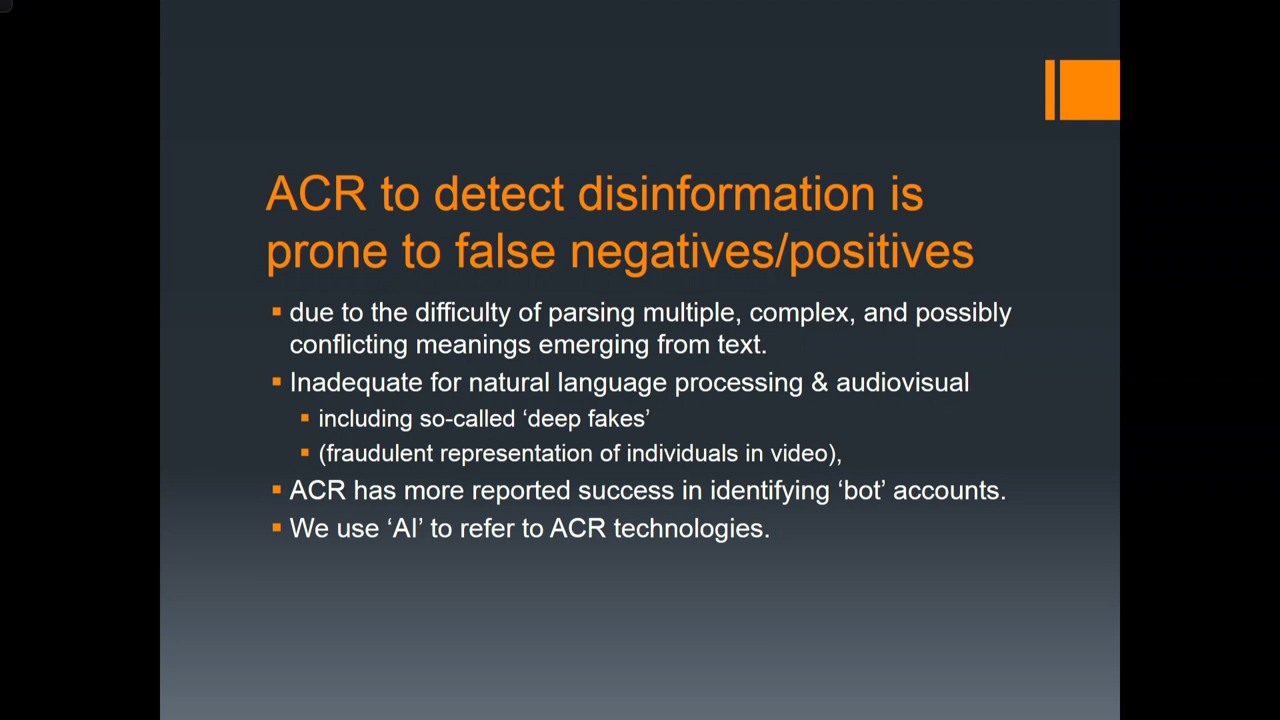 ACR to detect disinformation is
prone to false negatives/positives
due to the difficulty of parsing multiple, complex, and possibly
conflicting meanings emerging from text.
Inadequate for natural language processing & audiovisual
including so-called ‘deep fakes’
(fraudulent representation of individuals in video),
ACR has more reported success in identifying ‘bot’ accounts.
We use ‘AI’ to refer to ACR technologies.